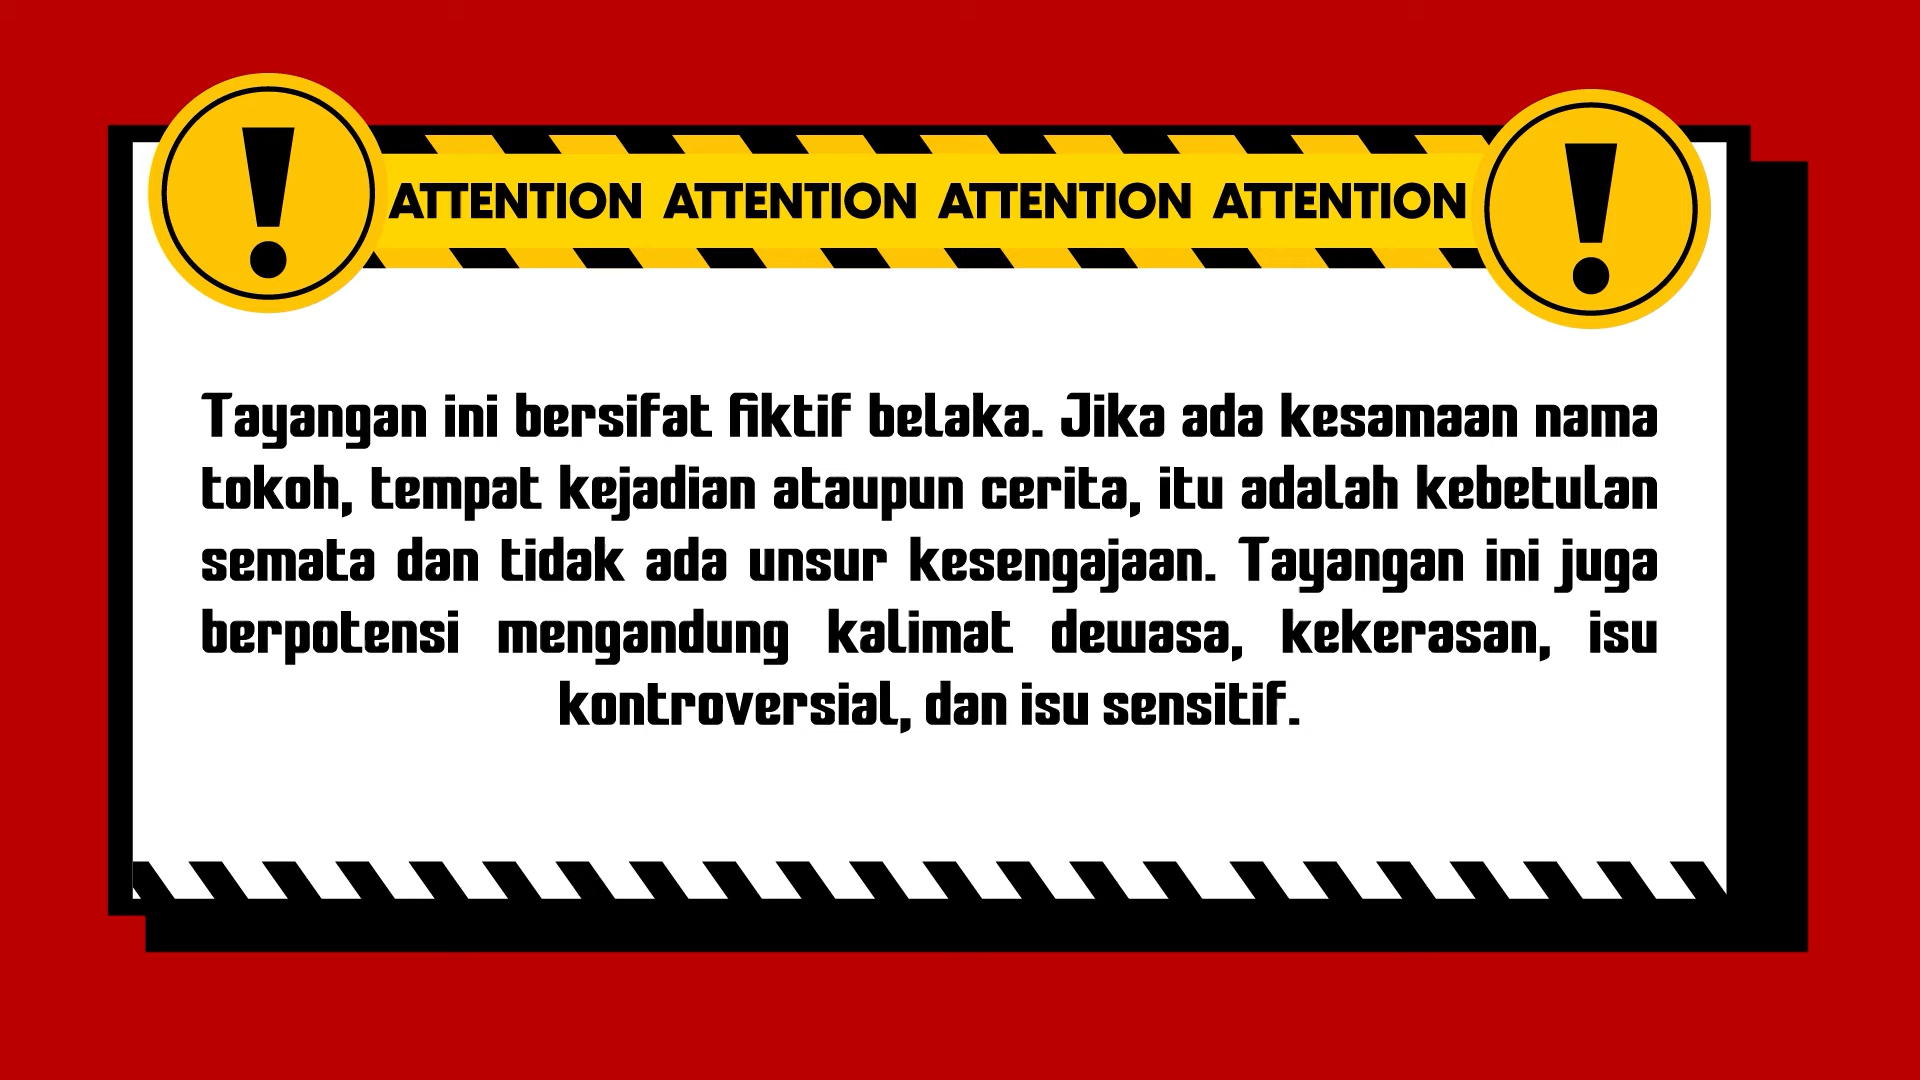 ATTENTION ATTENTION ATTENTION ATTENTION
Tayangan ini bersifat fiktif belaka. Jika ada kesamaan nama
tokoh, tempat kejadian ataupun cerita, itu adalah kebetulan
semata dan tidak ada unsur kesengajaan. Tayangan ini juga
berpotensi mengandung kalimat dewasa, kekerasan, isu
kontroversial, dan isu sensitif.